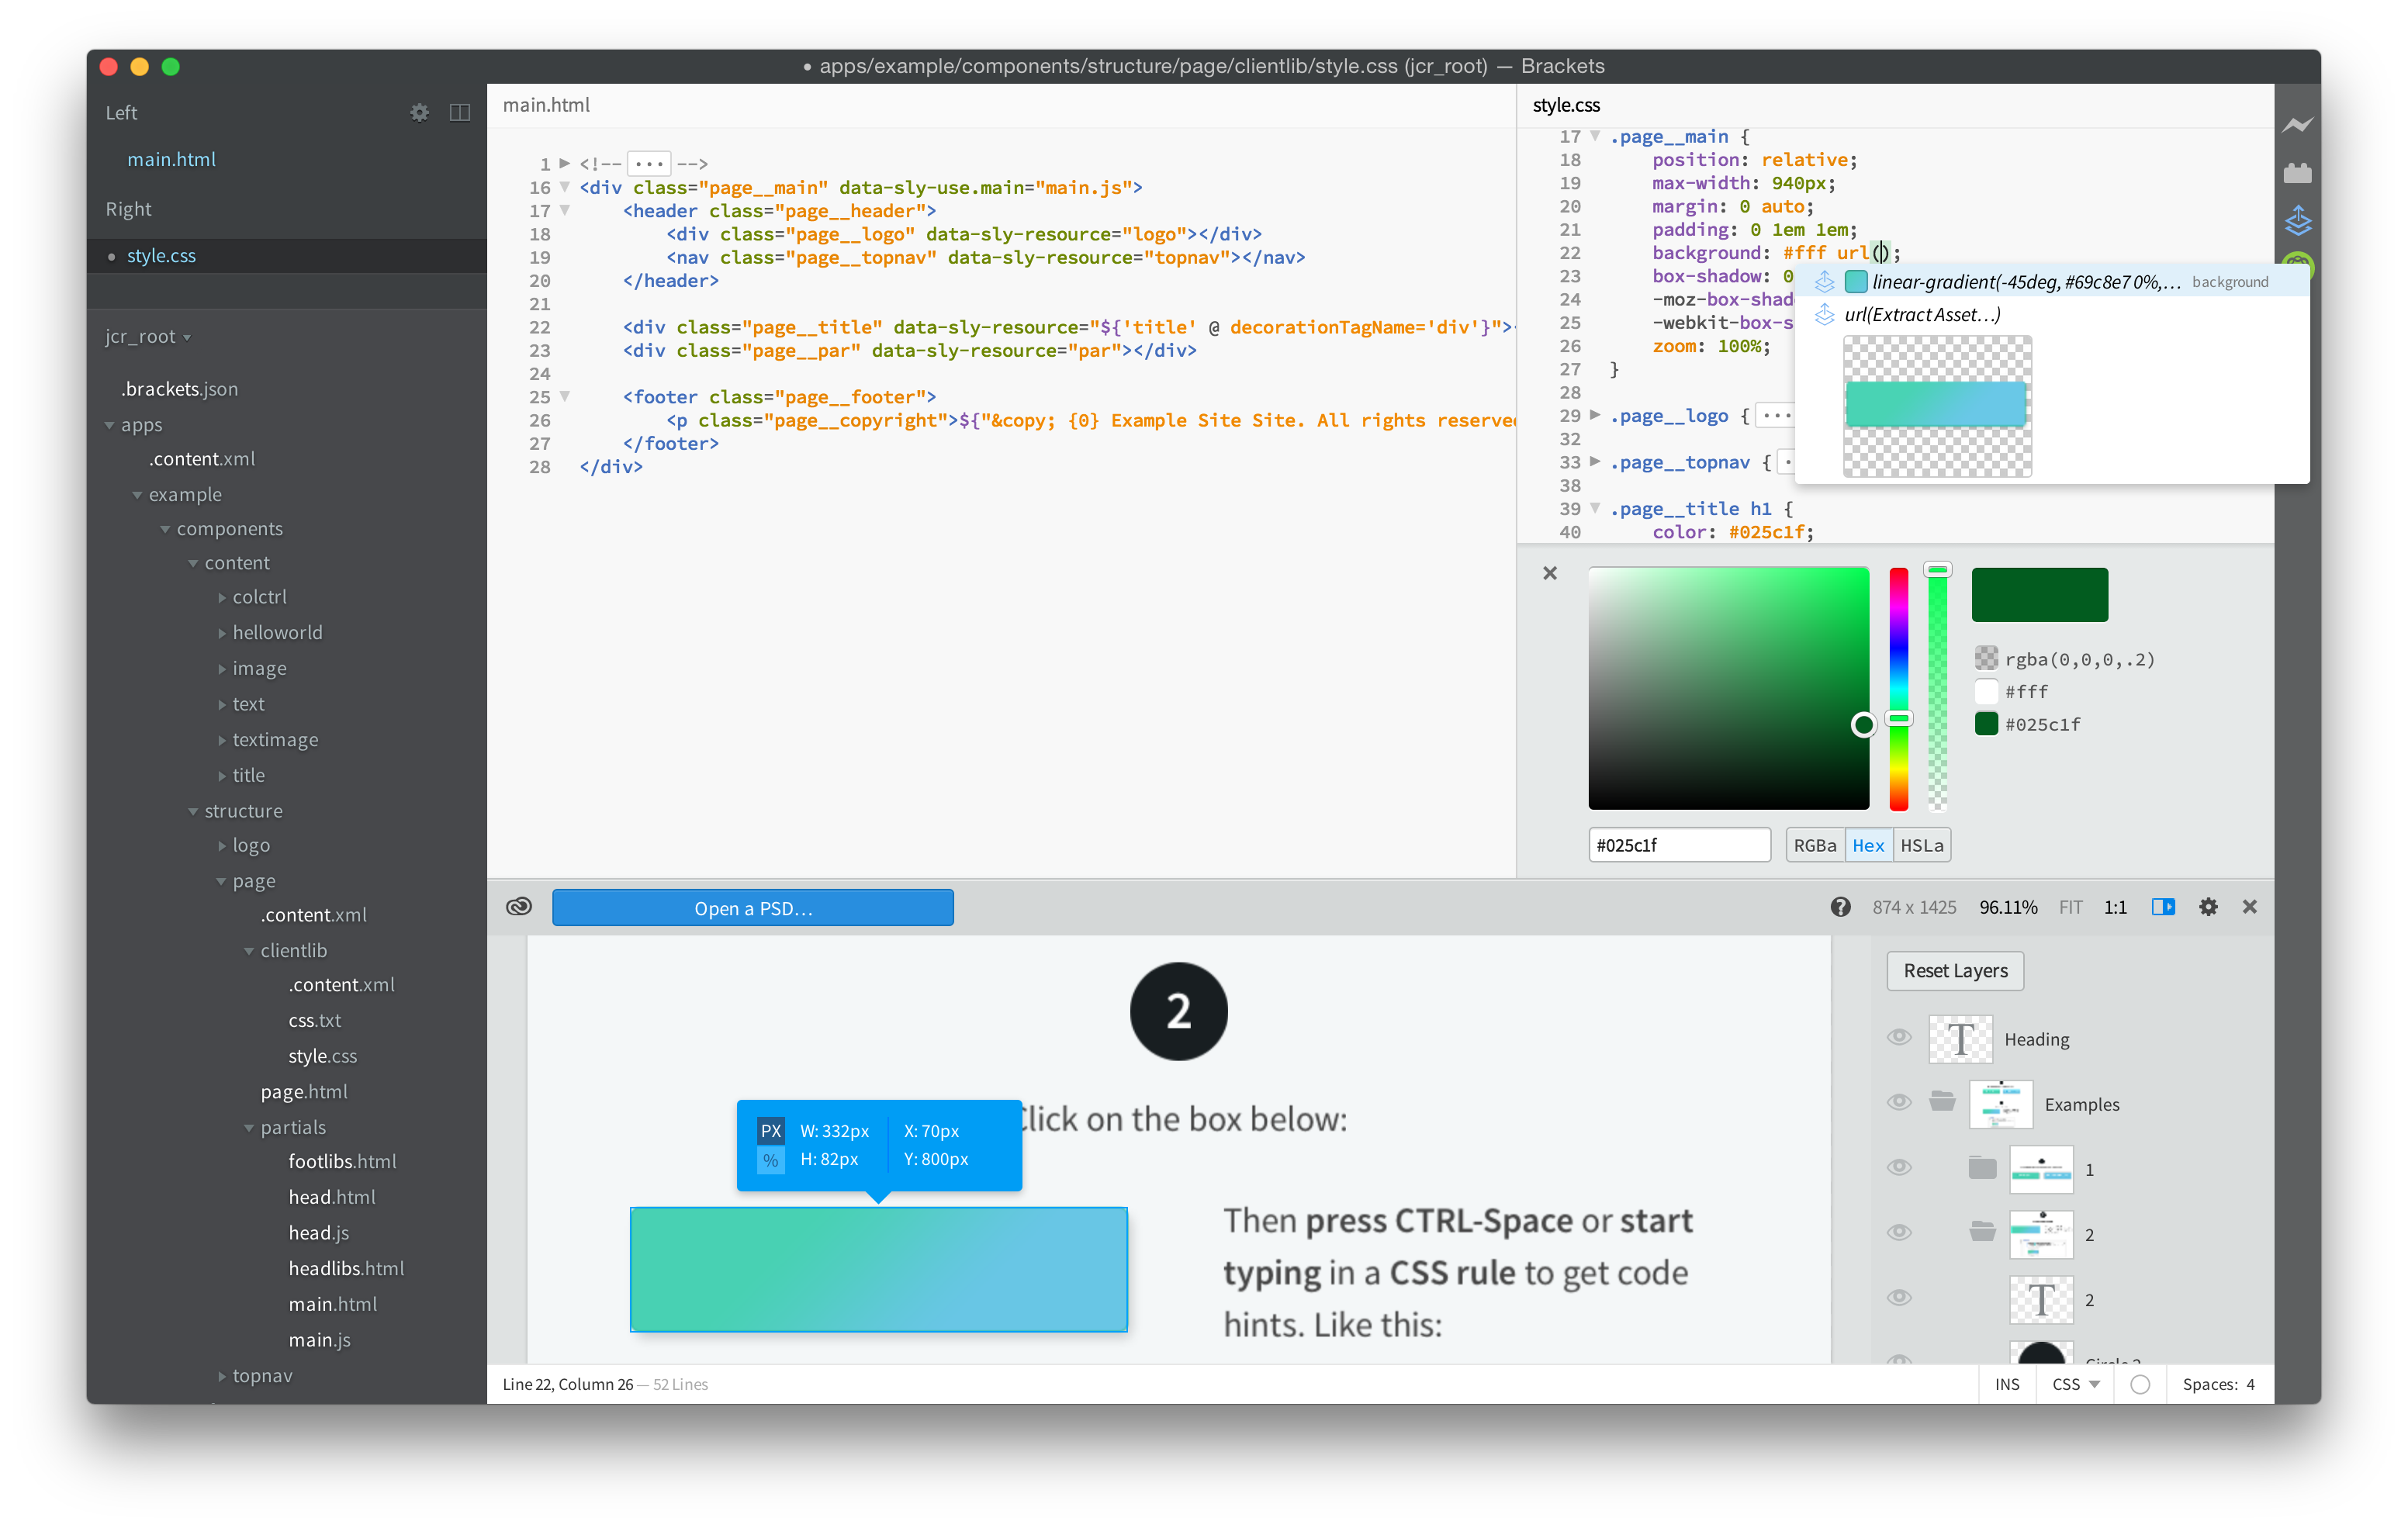 • apps/example/components/structure/page/clientlib/style.css (jcr_root) — Brackets
Left
main.html
Right
• style.css
jcr_root
.brackets.json
apps
.content.xml
example
components
content
colctrl
helloworld
image
text
textimage
title
structure
logo
page
.content.xml
clientlib
.content.xml
css.txt
style.css
page.html
partials
footlibs.html
head.html
head.js
headlibs.html
main.html
main.js
topnav
main.html
1 <!-- ... -->
16 <div class="page__main" data-sly-use.main="main.js">
17 <header class="page__header">
18 <div class="page__logo" data-sly-resource="logo"></div>
19 <nav class="page__topnav" data-sly-resource="topnav"></nav>
20 </header>
21
22 <div class="page__title" data-sly-resource="${'title' @ decorationTagName='div'}">
23 <div class="page__par" data-sly-resource="par"></div>
24
25 <footer class="page__footer">
26 <p class="page__copyright">${"&copy; {0} Example Site Site. All rights reserve
27 </footer>
28 </div>
style.css
17 .page__main {
18 position: relative;
19 max-width: 940px;
20 margin: 0 auto;
21 padding: 0 1em 1em;
22 background: #fff url();
23 box-shadow: 0
24 -moz-box-shad
25 -webkit-box-s
26 zoom: 100%;
27 }
28
29 .page__logo { ...
32
33 .page__topnav {
38
39 .page__title h1 {
40 color: #025c1f;
linear-gradient(-45deg, #69c8e7 0%,... background
url(Extract Asset...)
rgba(0,0,0,.2)
#fff
#025c1f
#025c1f
RGBa Hex HSLa
Open a PSD...
? 874 x 1425 96.11% FIT 1:1
2
Click on the box below:
PX W: 332px X: 70px
% H: 82px Y: 800px
Then press CTRL-Space or start
typing in a CSS rule to get code
hints. Like this:
Reset Layers
T Heading
Examples
1
2
T 2
Line 22, Column 26 — 52 Lines
INS CSS Spaces: 4